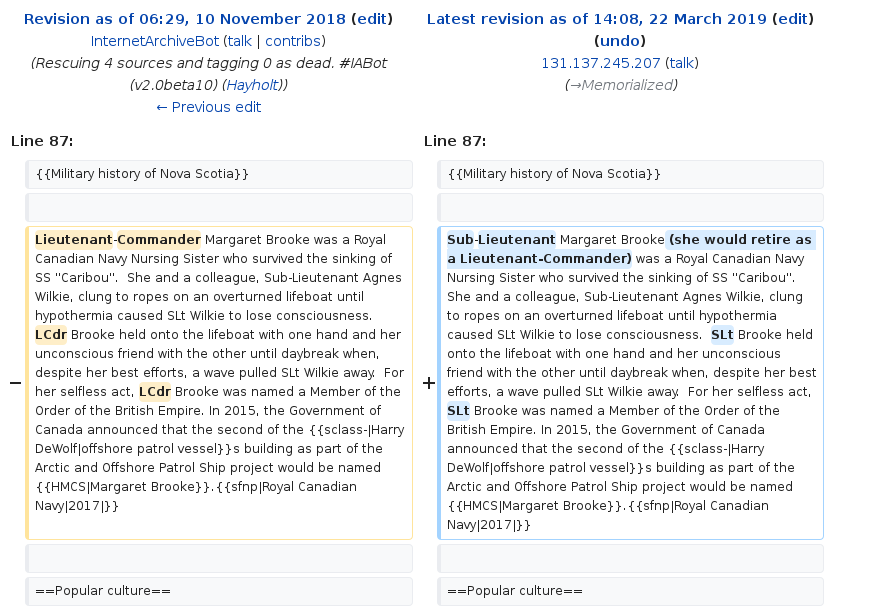 Revision as of 06:29, 10 November 2018 (edit)
InternetArchiveBot (talk | contribs)
(Rescuing 4 sources and tagging 0 as dead. #IABot
(v2.0beta10) (Hayholt))
← Previous edit
Latest revision as of 14:08, 22 March 2019 (edit)
(undo)
131.137.245.207 (talk)
(→Memorialized)
Line 87:
Line 87:
{{Military history of Nova Scotia}}
{{Military history of Nova Scotia}}
−
Lieutenant-Commander Margaret Brooke was a Royal
Canadian Navy Nursing Sister who survived the sinking of
SS ''Caribou''.  She and a colleague, Sub-Lieutenant Agnes
Wilkie, clung to ropes on an overturned lifeboat until
hypothermia caused SLt Wilkie to lose consciousness.
LCdr Brooke held onto the lifeboat with one hand and her
unconscious friend with the other until daybreak when,
despite her best efforts, a wave pulled SLt Wilkie away.  For
her selfless act, LCdr Brooke was named a Member of the
Order of the British Empire. In 2015, the Government of
Canada announced that the second of the {{sclass-|Harry
DeWolf|offshore patrol vessel}}s building as part of the
Arctic and Offshore Patrol Ship project would be named
{{HMCS|Margaret Brooke}}.{{sfnp|Royal Canadian
Navy|2017|}}
+
Sub-Lieutenant Margaret Brooke (she would retire as
a Lieutenant-Commander) was a Royal Canadian Navy
Nursing Sister who survived the sinking of SS ''Caribou''.
She and a colleague, Sub-Lieutenant Agnes Wilkie, clung
to ropes on an overturned lifeboat until hypothermia
caused SLt Wilkie to lose consciousness.  SLt Brooke held
onto the lifeboat with one hand and her unconscious
friend with the other until daybreak when, despite her best
efforts, a wave pulled SLt Wilkie away.  For her selfless act,
SLt Brooke was named a Member of the Order of the
British Empire. In 2015, the Government of Canada
announced that the second of the {{sclass-|Harry
DeWolf|offshore patrol vessel}}s building as part of the
Arctic and Offshore Patrol Ship project would be named
{{HMCS|Margaret Brooke}}.{{sfnp|Royal Canadian
Navy|2017|}}
==Popular culture==
==Popular culture==